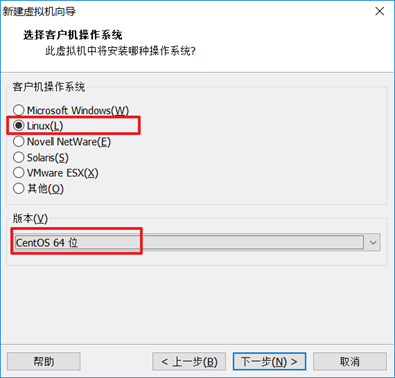 新建虚拟机向导
选择客户机操作系统
此虚拟机中将安装哪种操作系统?
客户机操作系统
Microsoft Windows(W)
Linux(L)
Novell NetWare(E)
Solaris(S)
VMware ESX(X)
其他(O)
版本(V)
CentOS 64 位
帮助
< 上一步(B)
下一步(N) >
取消